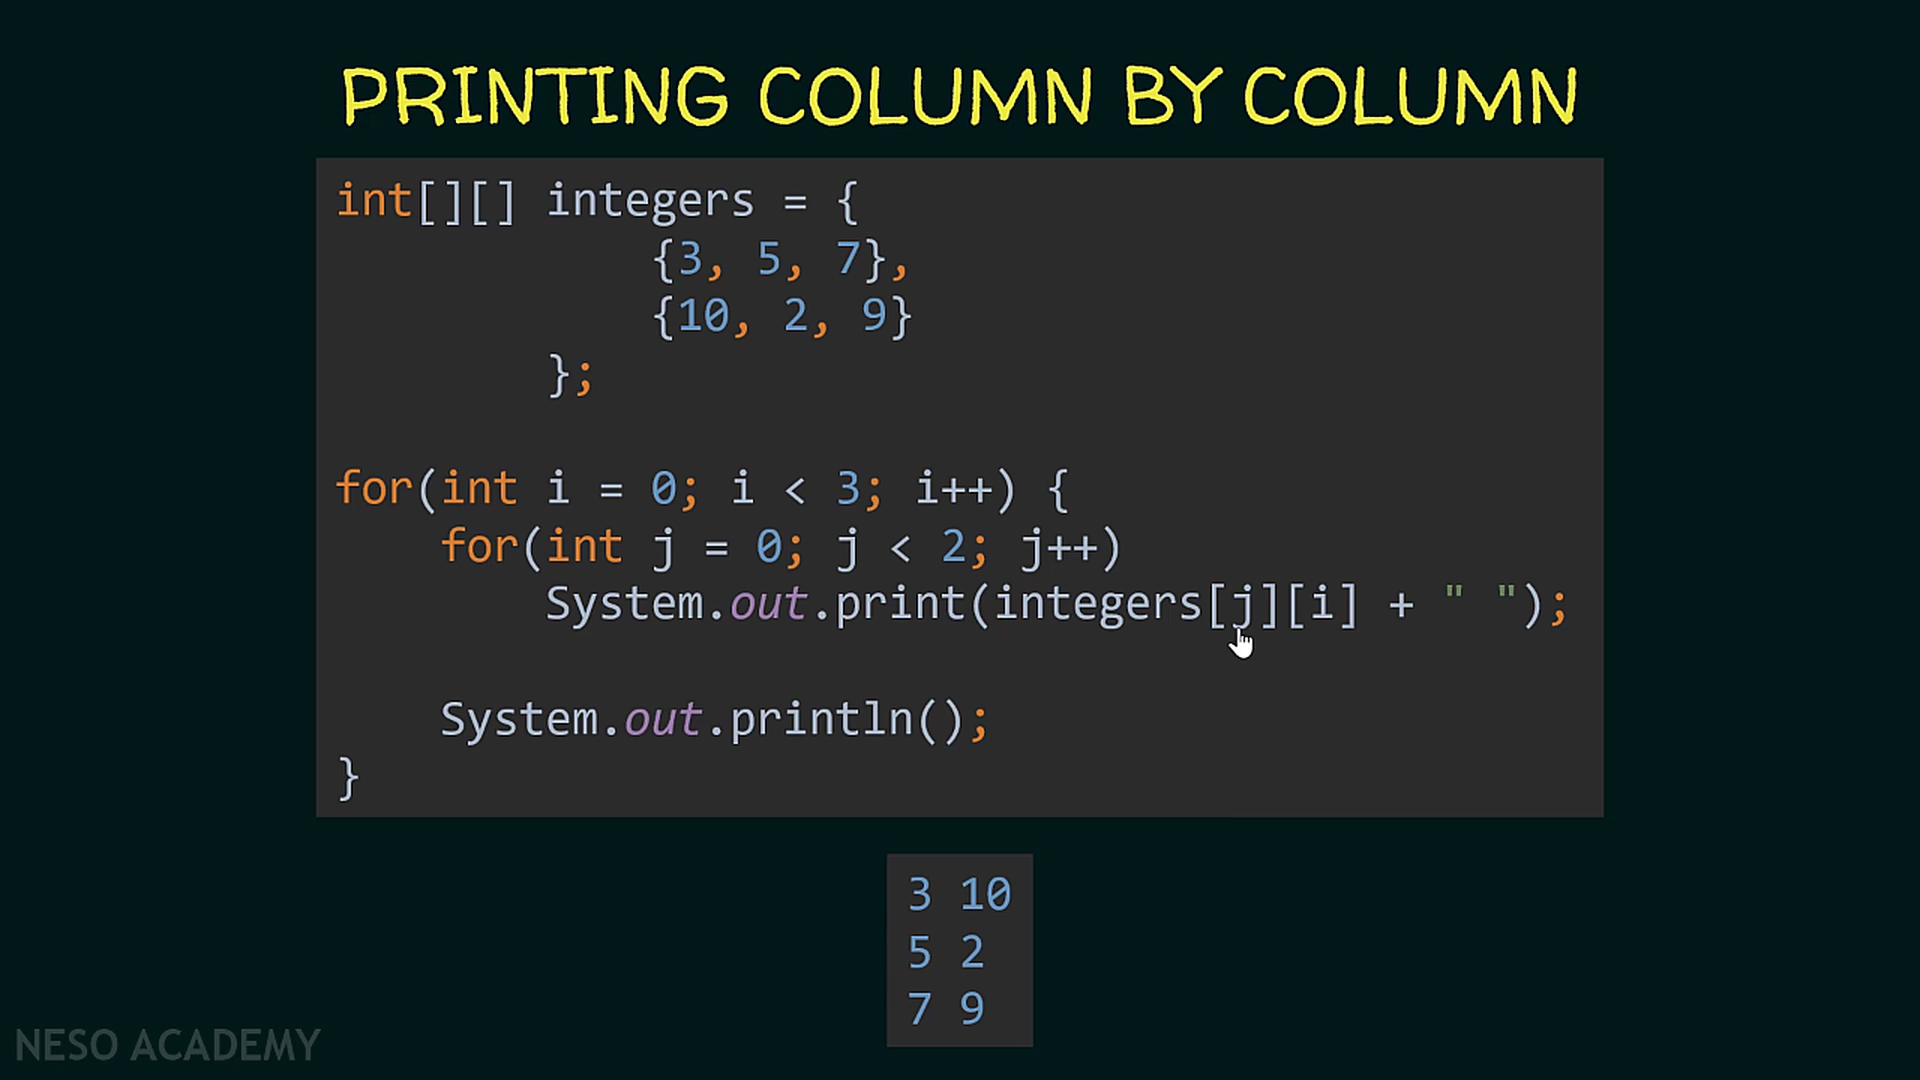 PRINTING COLUMN BY COLUMN
int[][] integers = {
            {3, 5, 7},
            {10, 2, 9}
        };

for(int i = 0; i < 3; i++) {
    for(int j = 0; j < 2; j++)
        System.out.print(integers[j][i] + " ");

    System.out.println();
}
3 10
5 2
7 9
NESO ACADEMY